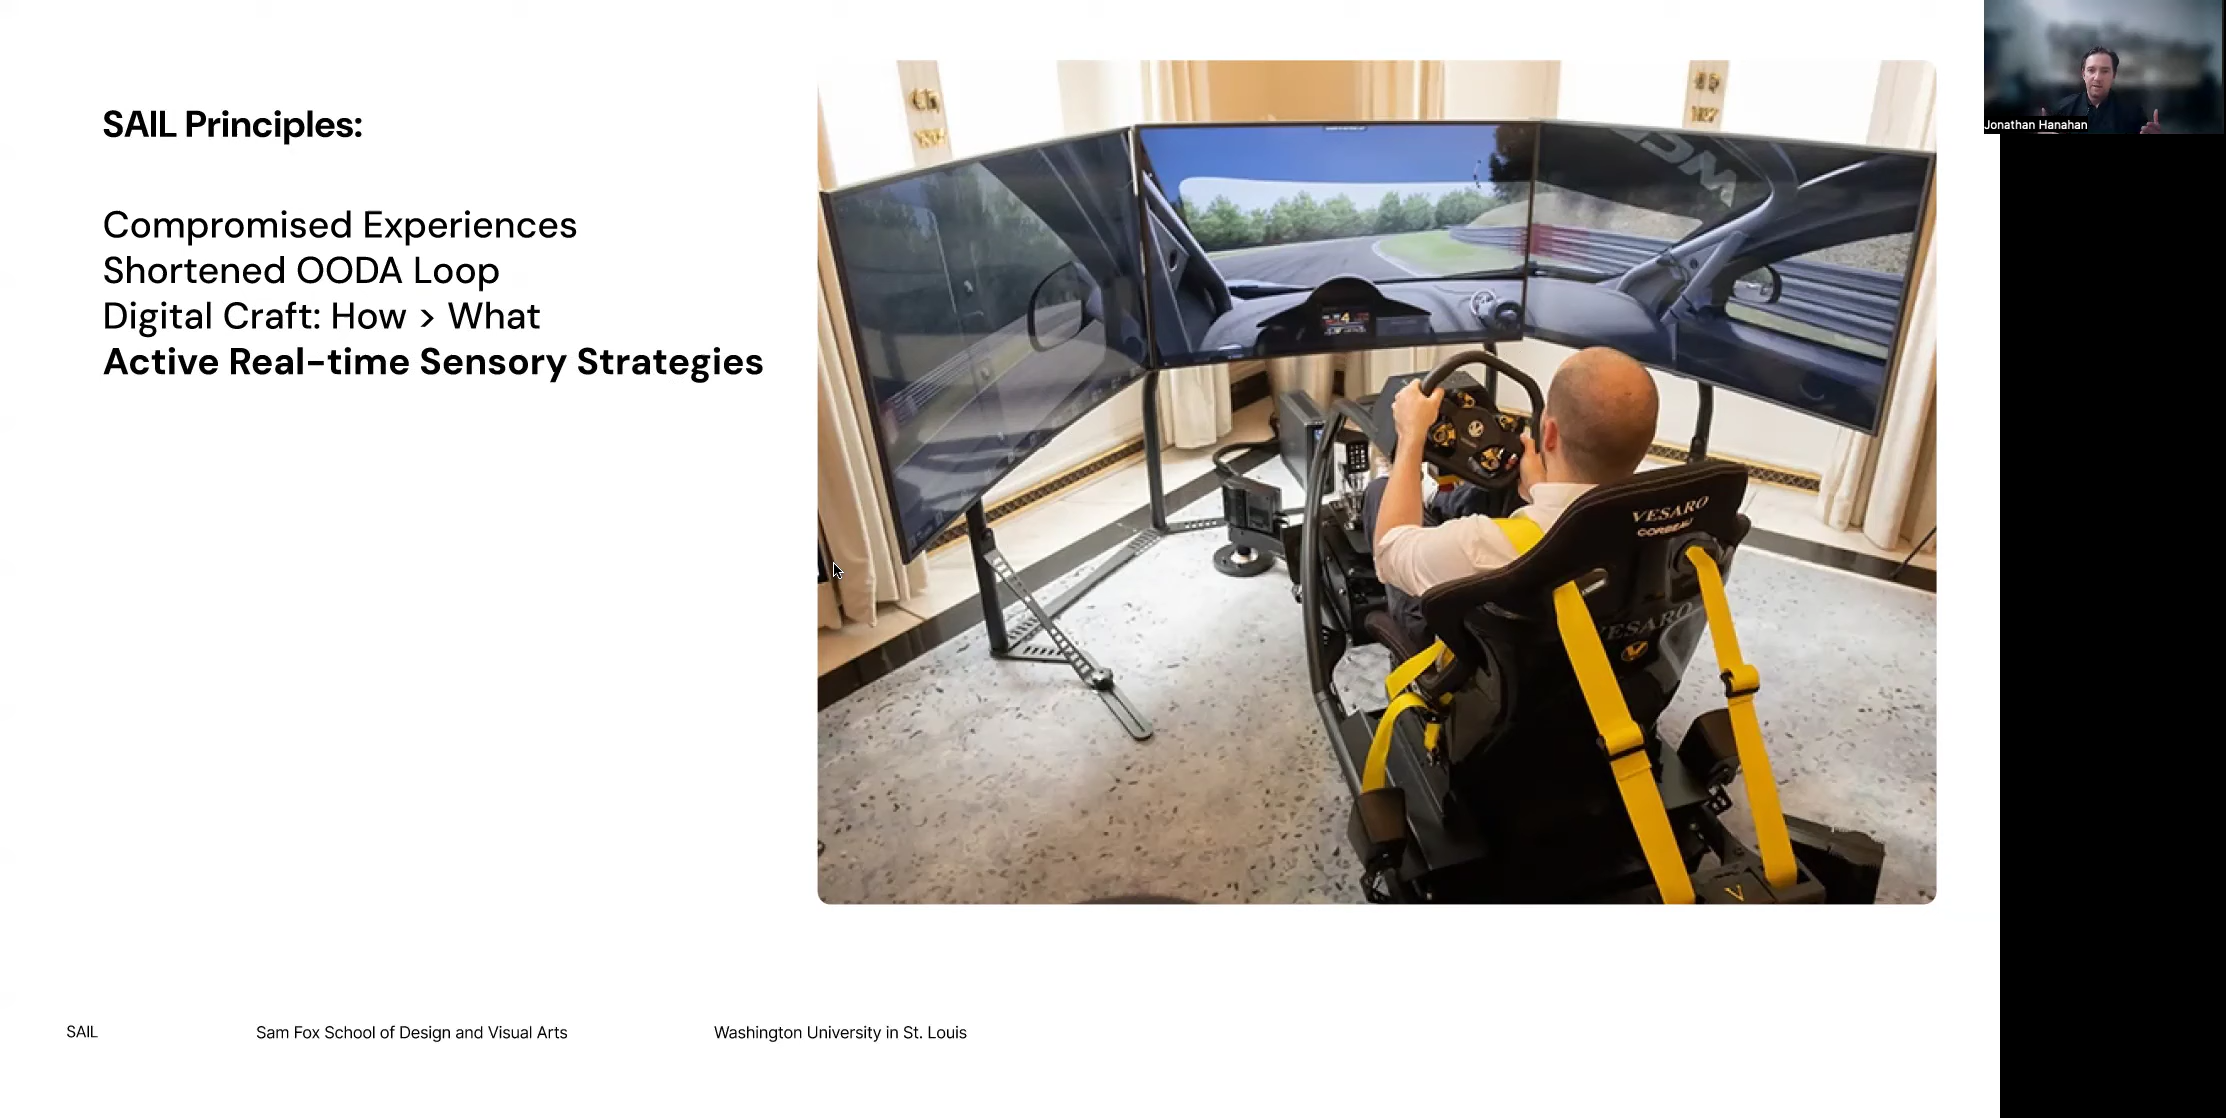 SAIL Principles:
Compromised Experiences
Shortened OODA Loop
Digital Craft: How > What
Active Real-time Sensory Strategies
Jonathan Hanahan
VESARO
CORBEAU
VESARO
SAIL
Sam Fox School of Design and Visual Arts
Washington University in St. Louis